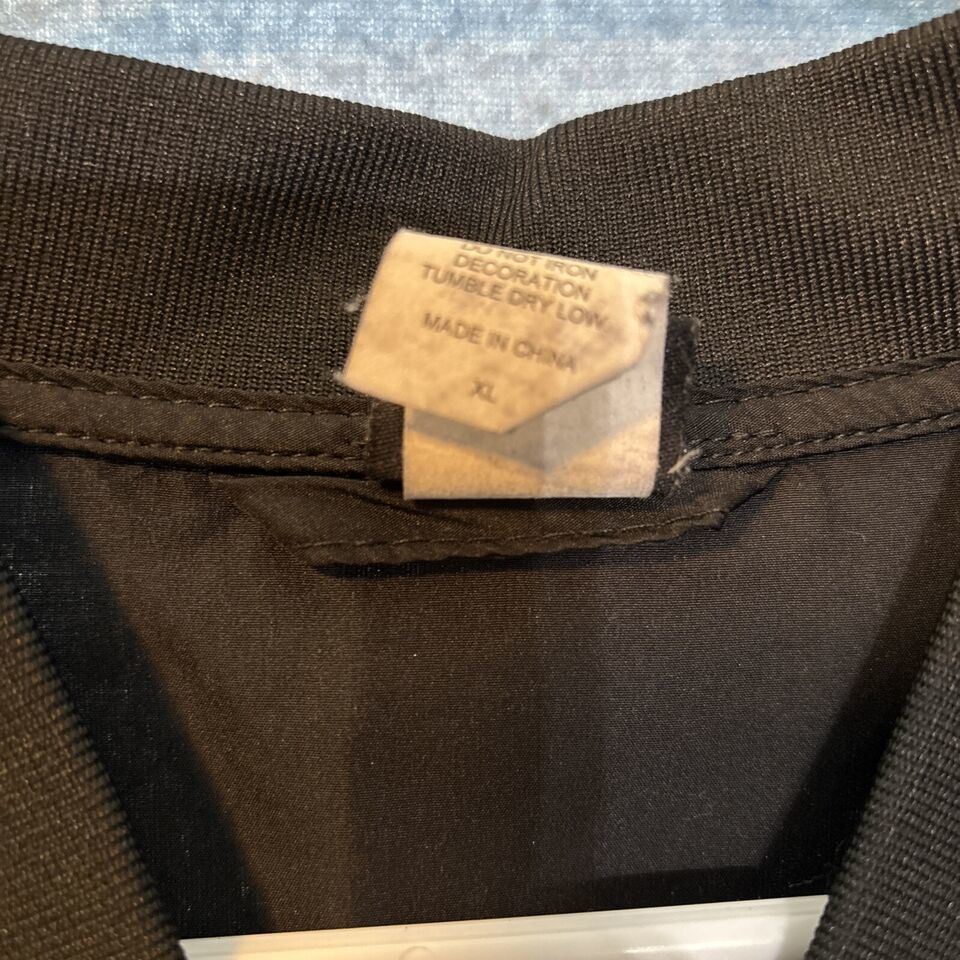 DO NOT IRON
DECORATION
TUMBLE DRY LOW
MADE IN CHINA
XL